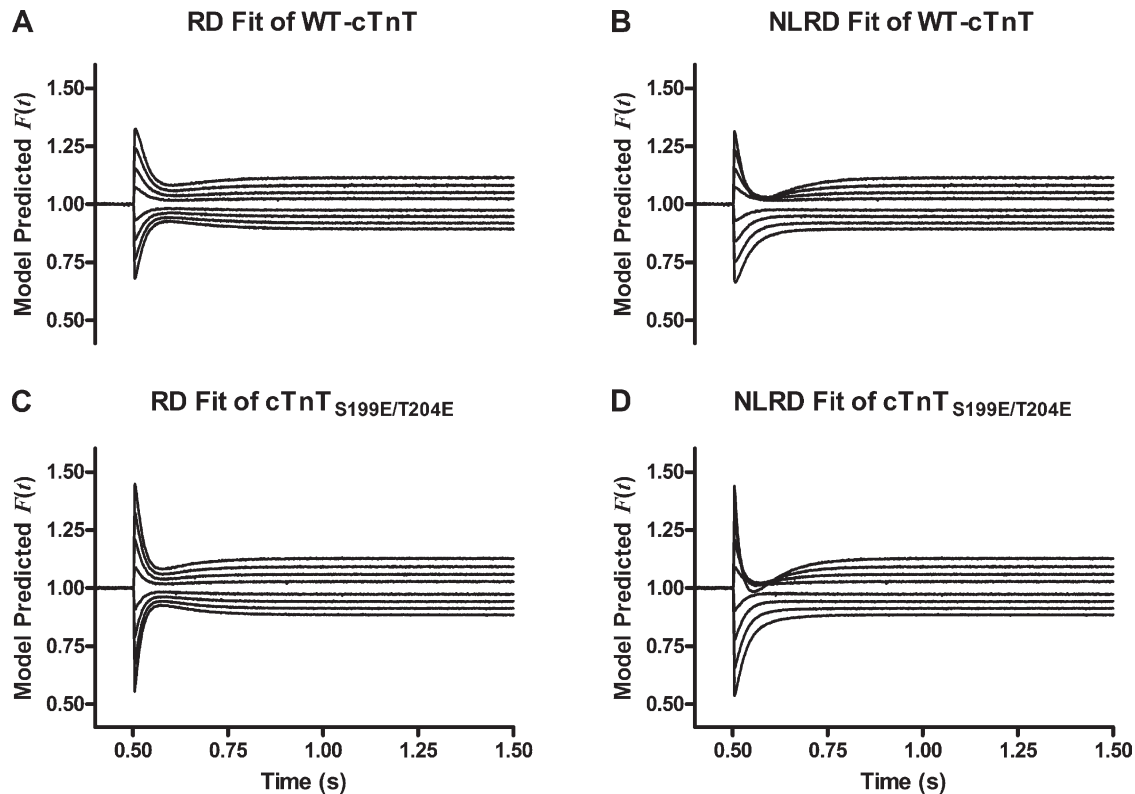 A RD Fit of WT-cTnT
B NLRD Fit of WT-cTnT
Model Predicted F(t)
1.50
1.25
1.00
0.75
0.50
Model Predicted F(t)
1.50
1.25
1.00
0.75
0.50
C RD Fit of cTnT S199E/T204E
D NLRD Fit of cTnT S199E/T204E
Model Predicted F(t)
1.50
1.25
1.00
0.75
0.50
0.50 0.75 1.00 1.25 1.50
Time (s)
Model Predicted F(t)
1.50
1.25
1.00
0.75
0.50
0.50 0.75 1.00 1.25 1.50
Time (s)